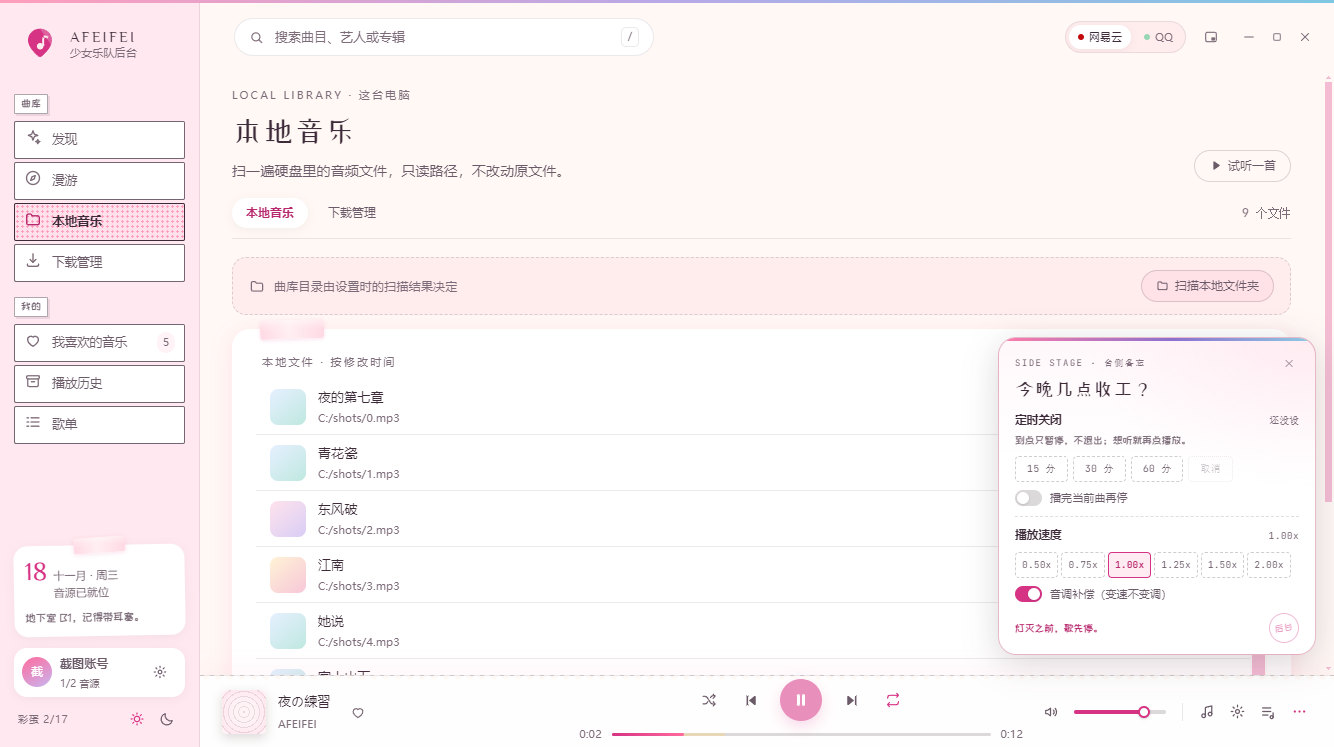 AFEIFEI
少女乐队后台
搜索曲目、艺人或专辑
/
网易云
QQ
曲库
发现
漫游
本地音乐
下载管理
我的
我喜欢的音乐
5
播放历史
歌单
18 十一月 · 周三
音源已就位
地下室 B1，记得带耳塞。
截
截图账号
1/2 音源
彩蛋 2/17
LOCAL LIBRARY · 这台电脑
本地音乐
扫一遍硬盘里的音频文件，只读路径，不改动原文件。
试听一首
本地音乐
下载管理
9 个文件
曲库目录由设置时的扫描结果决定
扫描本地文件夹
本地文件 · 按修改时间
夜的第七章
C:/shots/0.mp3
青花瓷
C:/shots/1.mp3
东风破
C:/shots/2.mp3
江南
C:/shots/3.mp3
她说
C:/shots/4.mp3
SIDE STAGE · 台侧备忘
今晚几点收工？
定时关闭
还没设
到点只暂停，不退出；想听就再点播放。
15 分
30 分
60 分
取消
播完当前曲再停
播放速度
1.00x
0.50x
0.75x
1.00x
1.25x
1.50x
2.00x
音调补偿（变速不变调）
灯灭之前，歌先停。
夜の練習
AFEIFEI
0:02
0:12